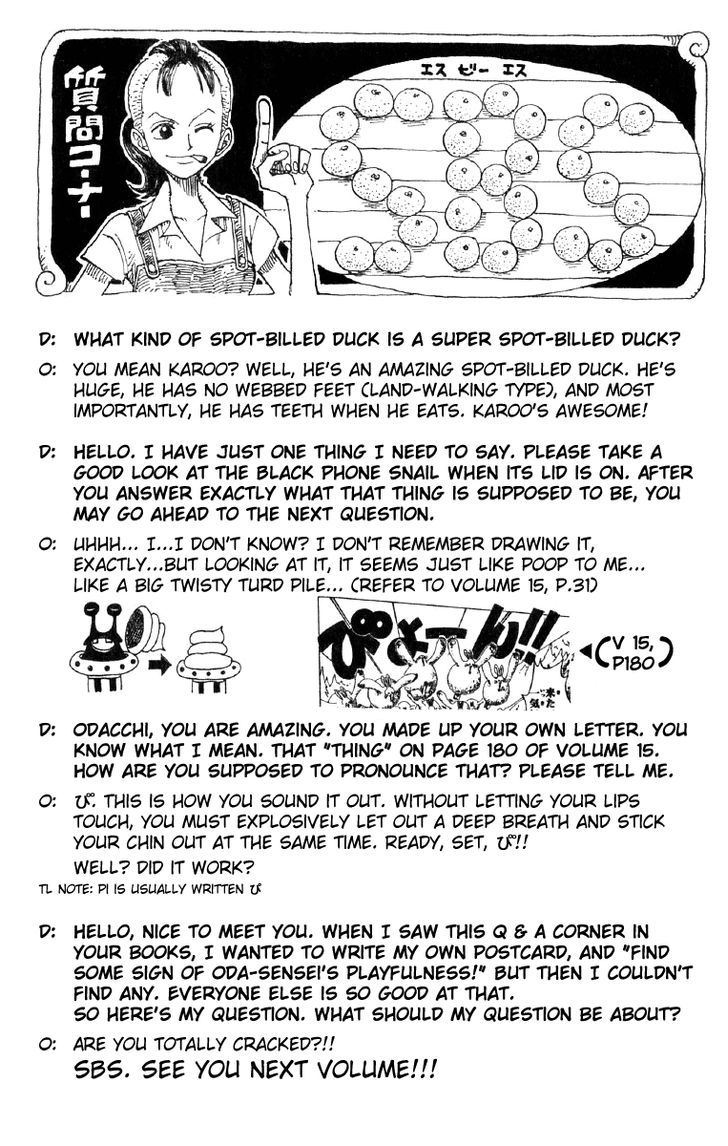 質問コーナー
エス ビー エス
SBS
D: WHAT KIND OF SPOT-BILLED DUCK IS A SUPER SPOT-BILLED DUCK?
O: YOU MEAN KAROO? WELL, HE'S AN AMAZING SPOT-BILLED DUCK. HE'S
HUGE, HE HAS NO WEBBED FEET (LAND-WALKING TYPE), AND MOST
IMPORTANTLY, HE HAS TEETH WHEN HE EATS. KAROO'S AWESOME!
D: HELLO. I HAVE JUST ONE THING I NEED TO SAY. PLEASE TAKE A
GOOD LOOK AT THE BLACK PHONE SNAIL WHEN ITS LID IS ON. AFTER
YOU ANSWER EXACTLY WHAT THAT THING IS SUPPOSED TO BE, YOU
MAY GO AHEAD TO THE NEXT QUESTION.
O: UHHH... I...I DON'T KNOW? I DON'T REMEMBER DRAWING IT,
EXACTLY...BUT LOOKING AT IT, IT SEEMS JUST LIKE POOP TO ME...
LIKE A BIG TWISTY TURD PILE... (REFER TO VOLUME 15, P.31)
ぴょーん!!
来た
(V 15,
P180)
D: ODACCHI, YOU ARE AMAZING. YOU MADE UP YOUR OWN LETTER. YOU
KNOW WHAT I MEAN. THAT "THING" ON PAGE 180 OF VOLUME 15.
HOW ARE YOU SUPPOSED TO PRONOUNCE THAT? PLEASE TELL ME.
O: THIS IS HOW YOU SOUND IT OUT. WITHOUT LETTING YOUR LIPS
TOUCH, YOU MUST EXPLOSIVELY LET OUT A DEEP BREATH AND STICK
YOUR CHIN OUT AT THE SAME TIME. READY, SET, !!
WELL? DID IT WORK?
TL NOTE: PI IS USUALLY WRITTEN ぴ
D: HELLO, NICE TO MEET YOU. WHEN I SAW THIS Q & A CORNER IN
YOUR BOOKS, I WANTED TO WRITE MY OWN POSTCARD, AND "FIND
SOME SIGN OF ODA-SENSEI'S PLAYFULNESS!" BUT THEN I COULDN'T
FIND ANY. EVERYONE ELSE IS SO GOOD AT THAT.
SO HERE'S MY QUESTION. WHAT SHOULD MY QUESTION BE ABOUT?
O: ARE YOU TOTALLY CRACKED?!!
SBS. SEE YOU NEXT VOLUME!!!